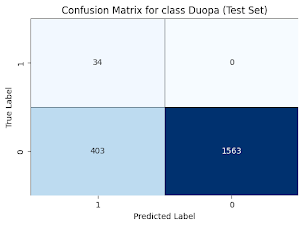 Confusion Matrix for class Duopa (Test Set)
True Label
1
34
0
0
403
1563
1
0
Predicted Label